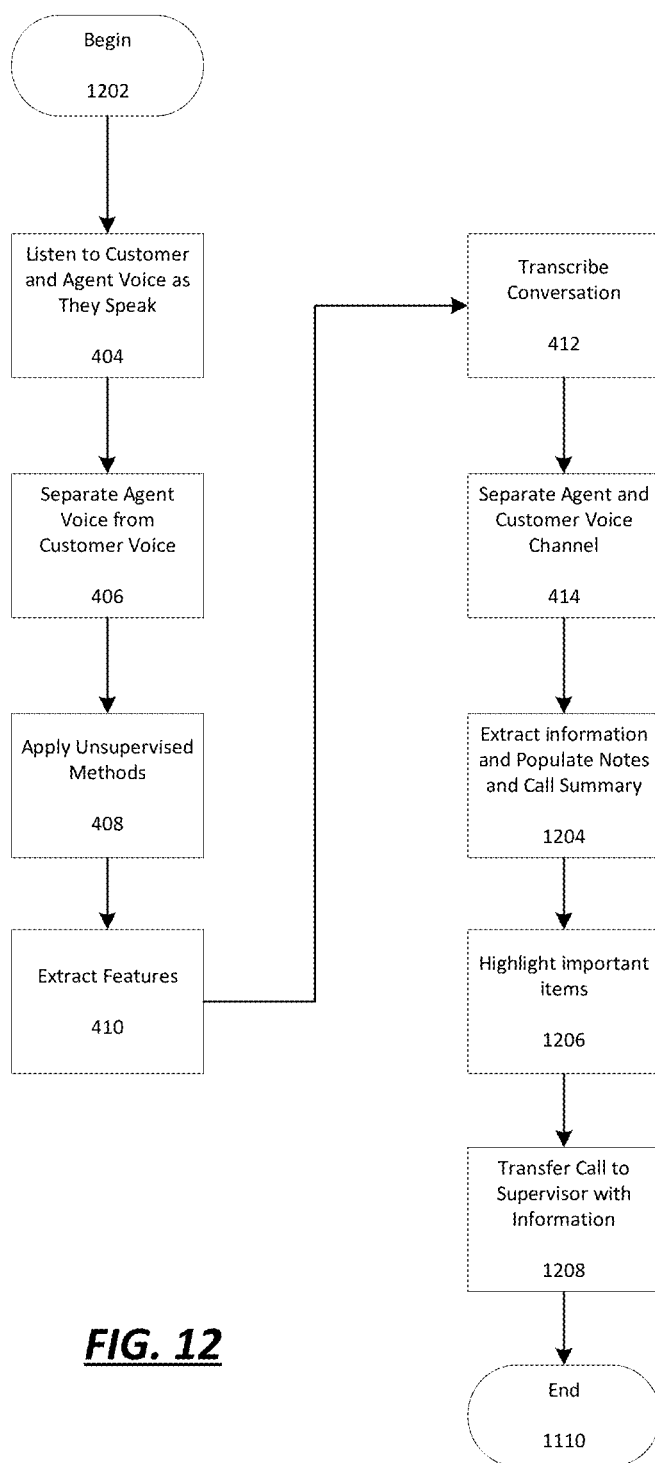 Begin
1202
Listen to Customer
and Agent Voice as
They Speak
404
Separate Agent
Voice from
Customer Voice
406
Apply Unsupervised
Methods
408
Extract Features
410
Transcribe
Conversation
412
Separate Agent and
Customer Voice
Channel
414
Extract information
and Populate Notes
and Call Summary
1204
Highlight important
items
1206
Transfer Call to
Supervisor with
Information
1208
End
1110
FIG. 12